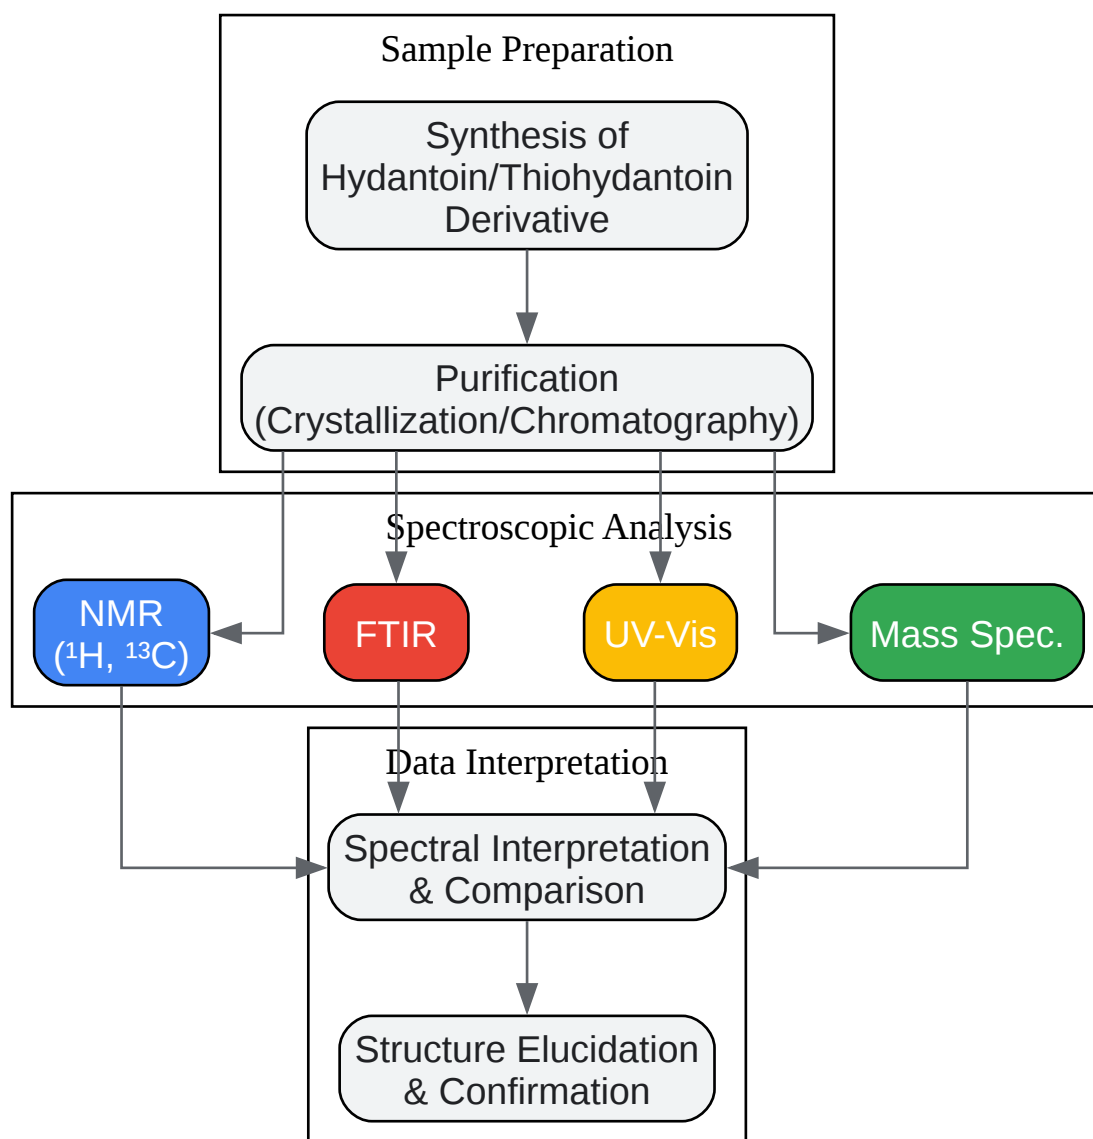 Sample Preparation
Synthesis of
Hydantoin/Thiohydantoin
Derivative
Purification
(Crystallization/Chromatography)
Spectroscopic Analysis
NMR
(¹H, ¹³C)
FTIR
UV-Vis
Mass Spec.
Data Interpretation
Spectral Interpretation
& Comparison
Structure Elucidation
& Confirmation